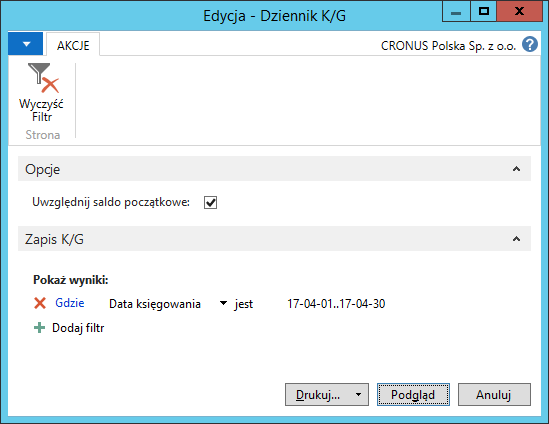 Edycja - Dziennik K/G
AKCJE
CRONUS Polska Sp. z o.o.
?
Wyczyść
Filtr
Strona
Opcje
Uwzględnij saldo początkowe:
Zapis K/G
Pokaż wyniki:
Gdzie Data księgowania jest 17-04-01..17-04-30
Dodaj filtr
Drukuj... Podgląd Anuluj